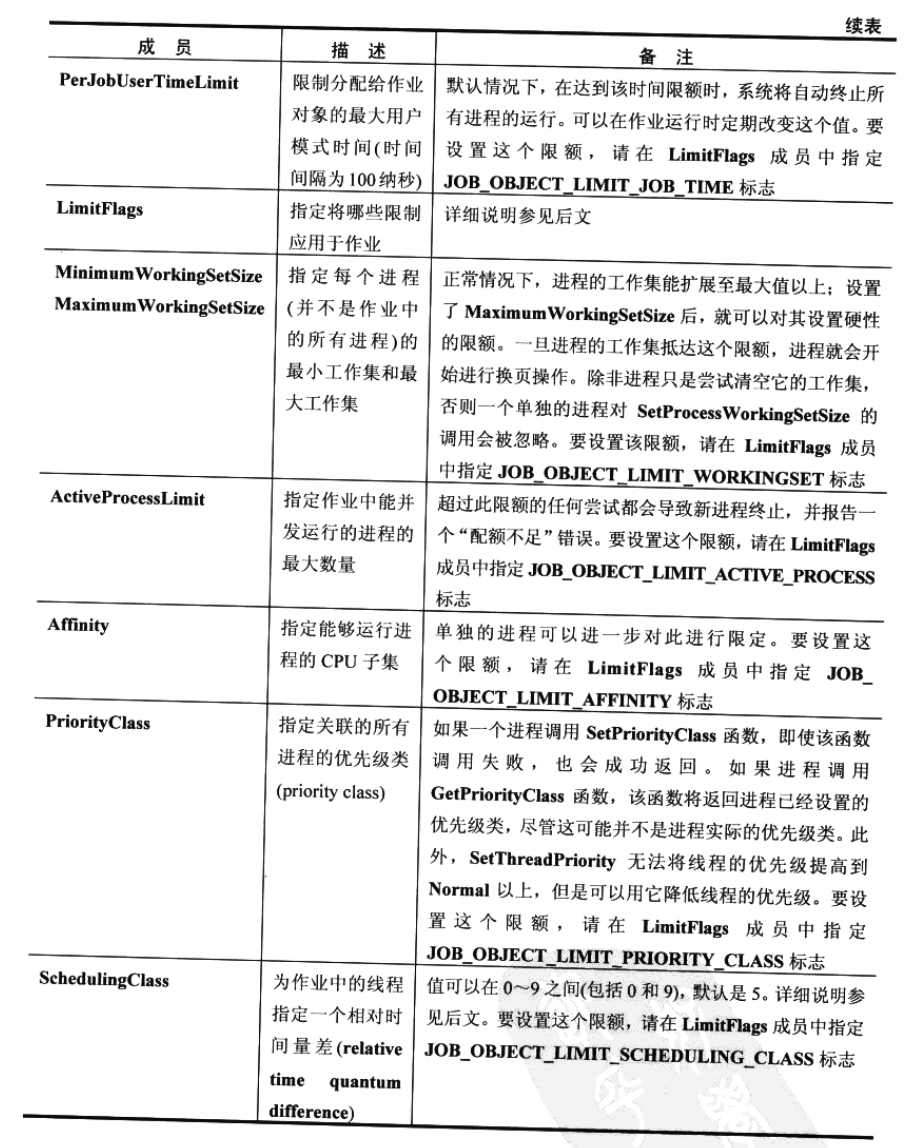 续表
成 员
描 述
备 注
PerJobUserTimeLimit
限制分配给作业
对象的最大用户
模式时间(时间
间隔为100纳秒)
默认情况下，在达到该时间限额时，系统将自动终止所
有进程的运行。可以在作业运行时定期改变这个值。要
设置这个限额，请在 LimitFlags 成员中指定
JOB_OBJECT_LIMIT_JOB_TIME 标志
LimitFlags
指定将哪些限制
应用于作业
详细说明参见后文
MinimumWorkingSetSize
MaximumWorkingSetSize
指定每个进程
(并不是作业中
的所有进程)的
最小工作集和最
大工作集
正常情况下，进程的工作集能扩展至最大值以上；设置
了 MaximumWorkingSetSize 后，就可以对其设置硬性
的限额。一旦进程的工作集抵达这个限额，进程就会开
始进行换页操作。除非进程只是尝试清空它的工作集，
否则一个单独的进程对 SetProcessWorkingSetSize 的
调用会被忽略。要设置该限额，请在 LimitFlags 成员
中指定 JOB_OBJECT_LIMIT_WORKINGSET 标志
ActiveProcessLimit
指定作业中能并
发运行的进程的
最大数量
超过此限额的任何尝试都会导致新进程终止，并报告一
个“配额不足”错误。要设置这个限额，请在 LimitFlags
成员中指定 JOB_OBJECT_LIMIT_ACTIVE_PROCESS
标志
Affinity
指定能够运行进
程的 CPU 子集
单独的进程可以进一步对此进行限定。要设置这
个限额，请在 LimitFlags 成员中指定 JOB_
OBJECT_LIMIT_AFFINITY 标志
PriorityClass
指定关联的所有
进程的优先级类
(priority class)
如果一个进程调用 SetPriorityClass 函数，即使该函数
调用失败，也会成功返回。如果进程调用
GetPriorityClass 函数，该函数将返回进程已经设置的
优先级类，尽管这可能并不是进程实际的优先级类。此
外，SetThreadPriority 无法将线程的优先级提高到
Normal 以上，但是可以用它降低线程的优先级。要设
置这个限额，请在 LimitFlags 成员中指定
JOB_OBJECT_LIMIT_PRIORITY_CLASS 标志
SchedulingClass
为作业中的线程
指定一个相对时
间量差(relative
time quantum
difference)
值可以在 0～9 之间(包括 0 和 9)，默认是 5。详细说明参
见后文。要设置这个限额，请在 LimitFlags 成员中指定
JOB_OBJECT_LIMIT_SCHEDULING_CLASS 标志